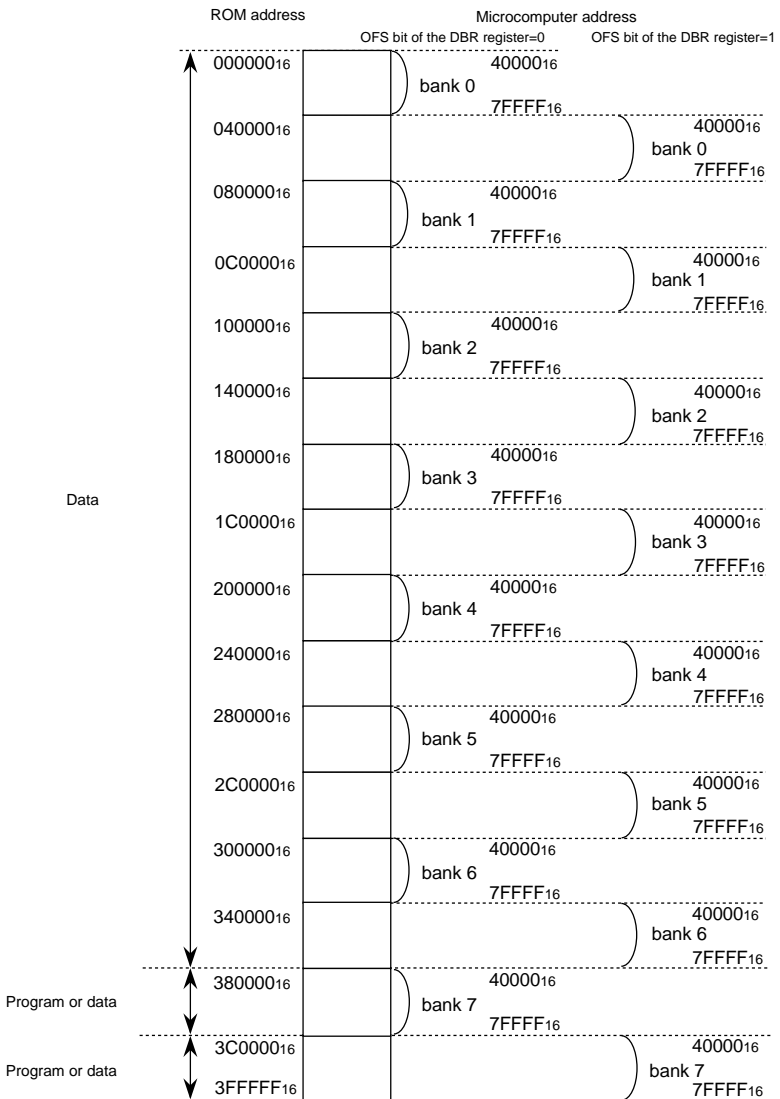 ROM address Microcomputer address
OFS bit of the DBR register=0 OFS bit of the DBR register=1
00000016 4000016
bank 0
7FFFF16
04000016 4000016
bank 0
7FFFF16
08000016 4000016
bank 1
7FFFF16
0C000016 4000016
bank 1
7FFFF16
10000016 4000016
bank 2
7FFFF16
14000016 4000016
bank 2
7FFFF16
18000016 4000016
bank 3
7FFFF16
Data
1C000016 4000016
bank 3
7FFFF16
20000016 4000016
bank 4
7FFFF16
24000016 4000016
bank 4
7FFFF16
28000016 4000016
bank 5
7FFFF16
2C000016 4000016
bank 5
7FFFF16
30000016 4000016
bank 6
7FFFF16
34000016 4000016
bank 6
7FFFF16
38000016 4000016
Program or data bank 7
7FFFF16
3C000016 4000016
Program or data bank 7
3FFFFF16 7FFFF16